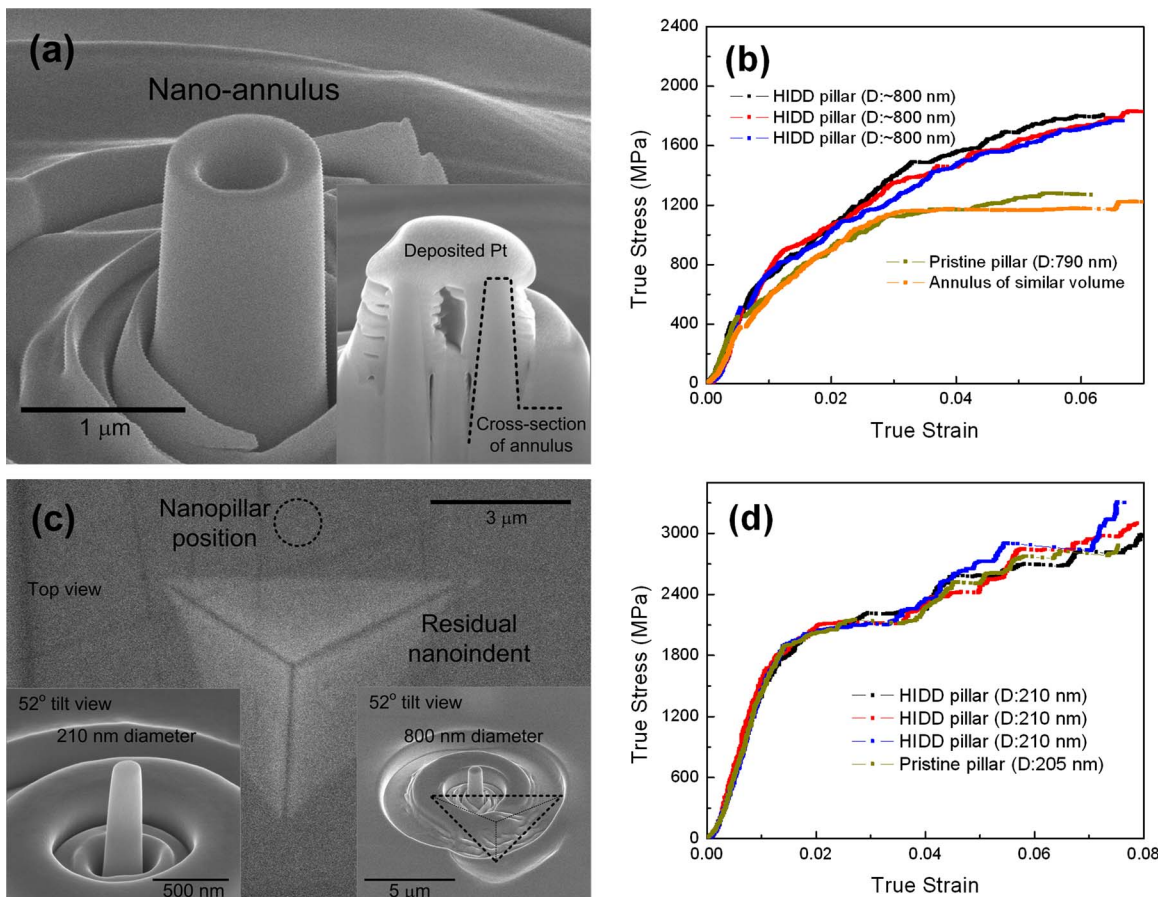 (a)
Nano-annulus
Deposited Pt
Cross-section
of annulus
1 μm
(b)
True Stress (MPa)
2400
2000
1600
1200
800
400
0
HIDD pillar (D:~800 nm)
HIDD pillar (D:~800 nm)
HIDD pillar (D:~800)
Pristine pillar (D:790 nm)
Annulus of similar volume
0.00
0.02
0.04
0.06
True Strain
(c)
Nanopillar
position
3 μm
Top view
Residual
nanoindent
52° tilt view
210 nm diameter
500 nm
52° tilt view
800 nm diameter
5 μm
(d)
True Stress (MPa)
3000
2400
1800
1200
600
0
HIDD pillar (D:210 nm)
HIDD pillar (D:210 nm)
HIDD pillar (D:210 nm)
Pristine pillar (D:205 nm)
0.00
0.02
0.04
0.06
0.08
True Strain